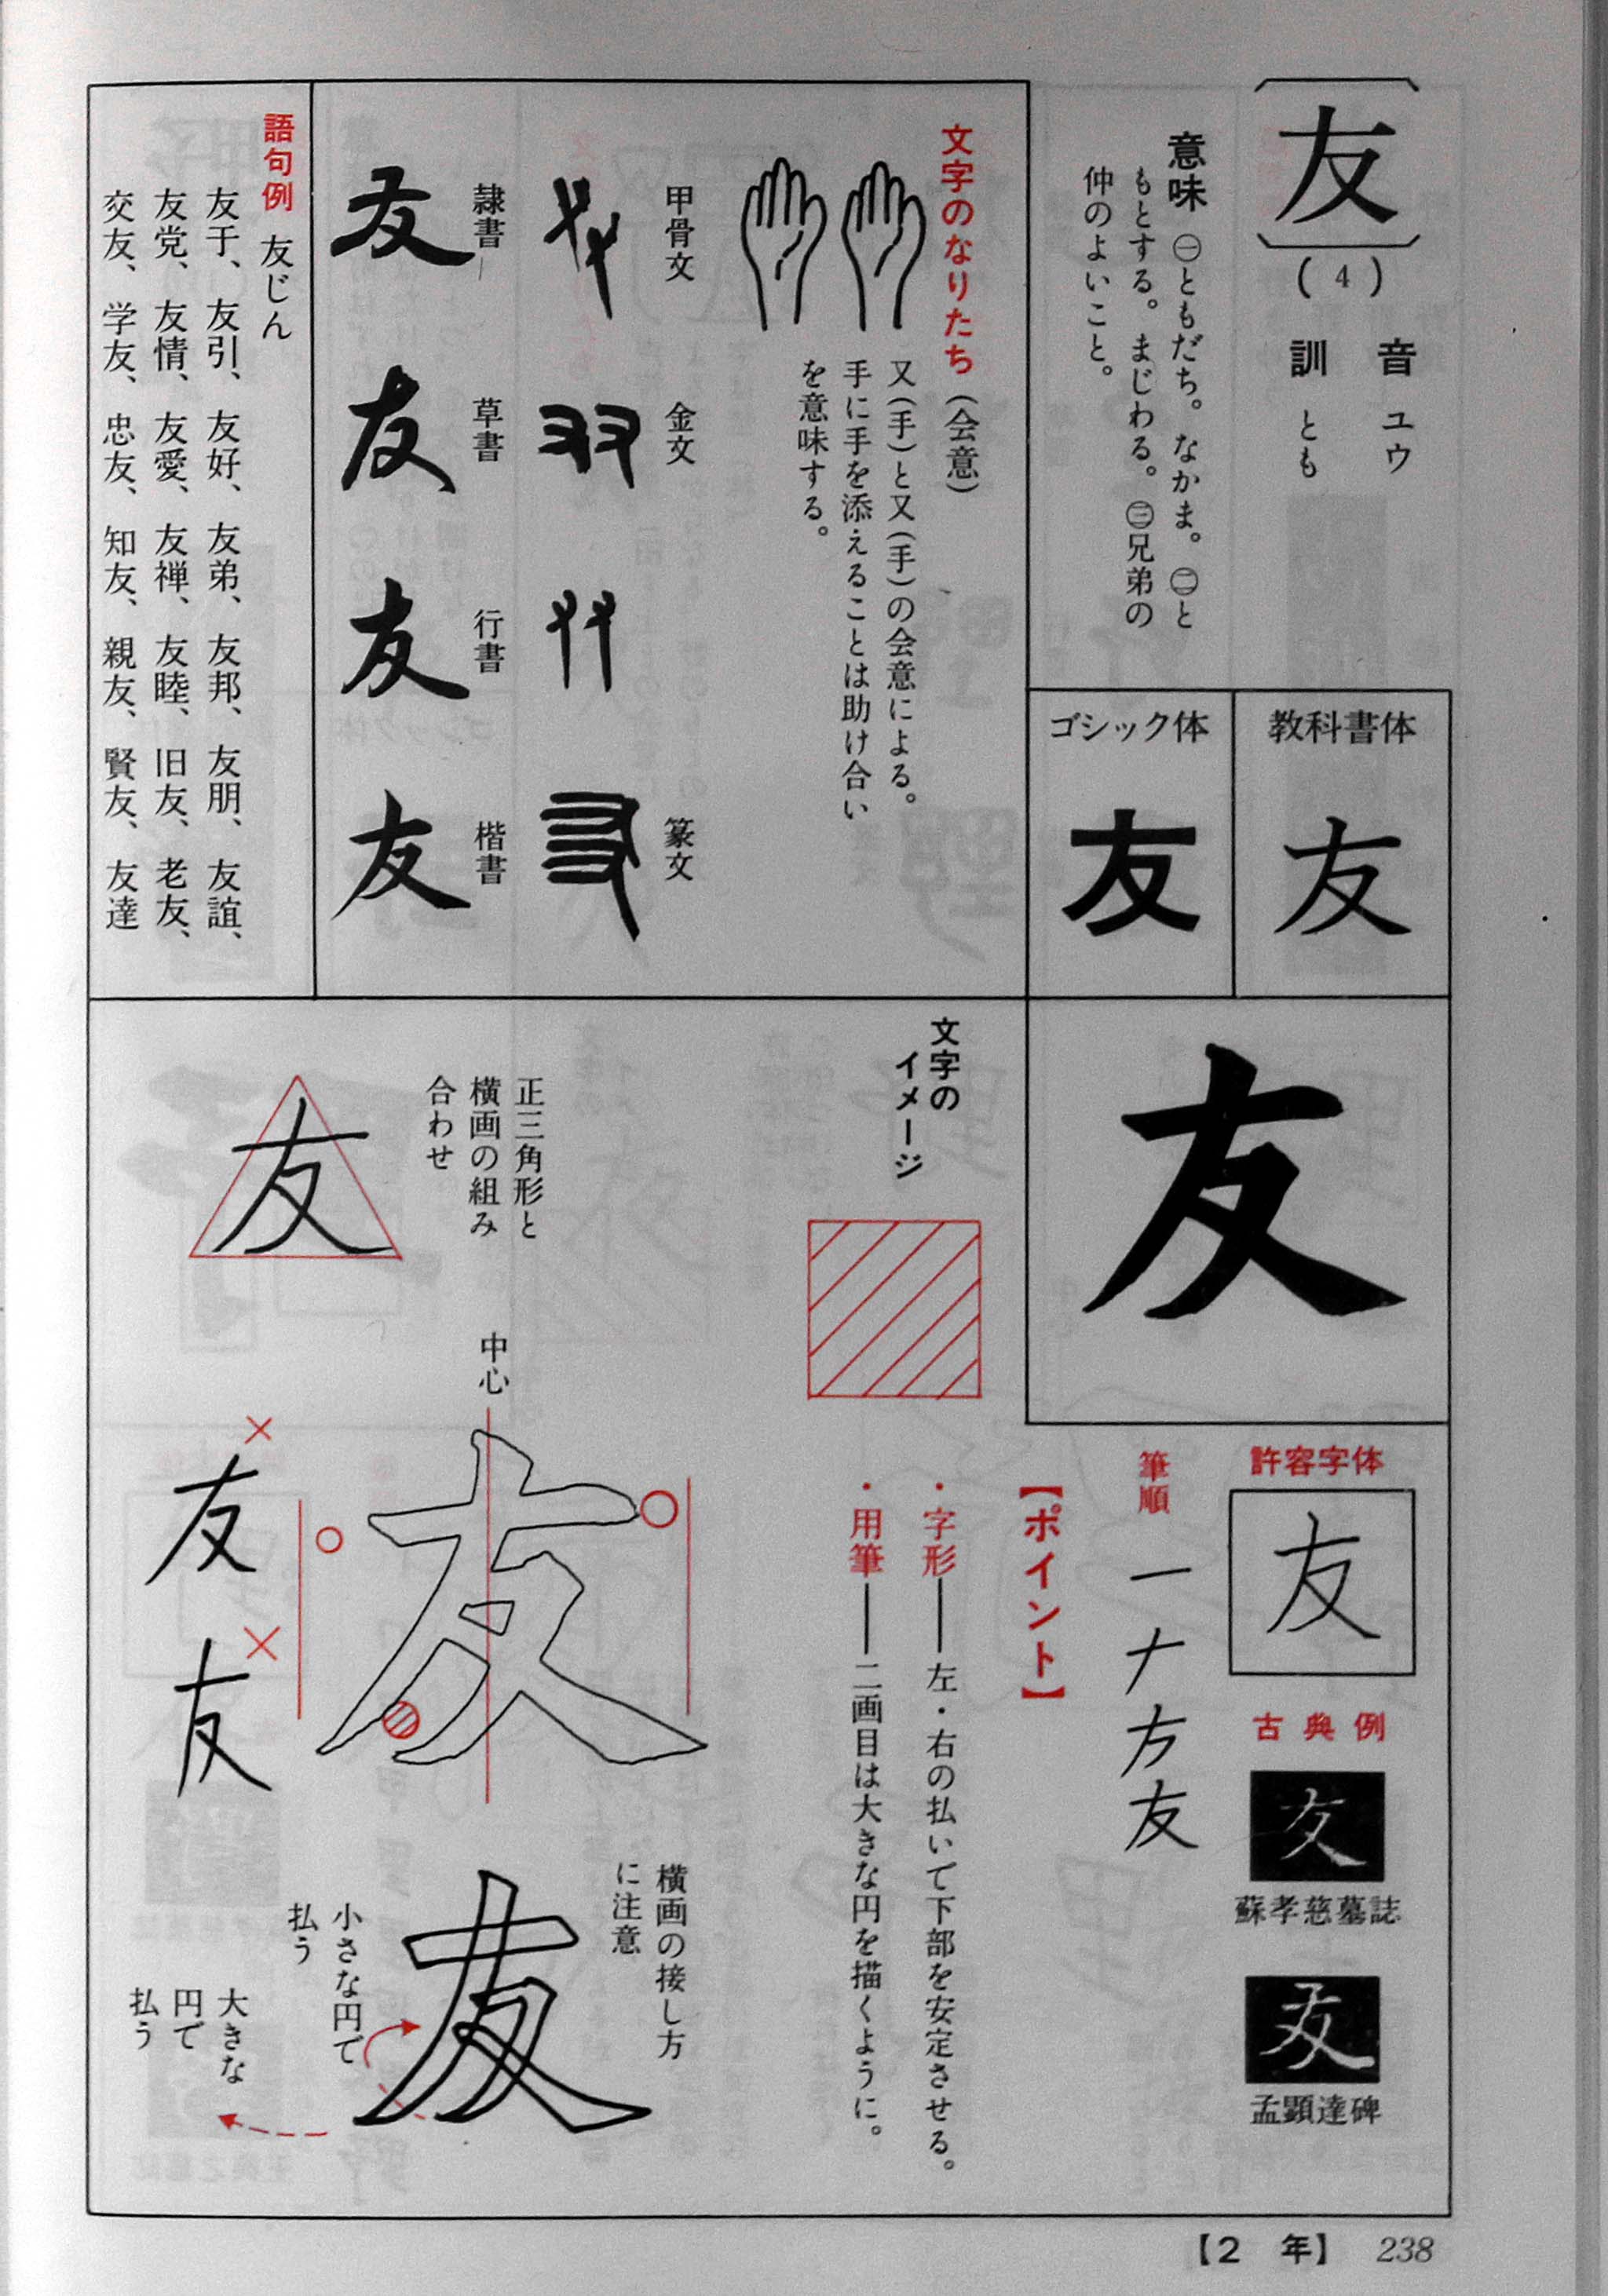 友
(4)
音 ユウ
訓 とも
意味 ㊀ともだち。なかま。㊁と
もとする。まじわる。㊂兄弟の
仲のよいこと。
教科書体
友
ゴシック体
友
文字のなりたち(会意)
又(手)と又(手)の会意による。
手に手を添えることは助け合い
を意味する。
甲骨文
金文
篆文
隷書
友
草書
友
行書
友
楷書
友
語句例 友じん
友于、友引、友好、友弟、友邦、友朋、友誼、
友党、友情、友愛、友禅、友睦、旧友、老友、
交友、学友、忠友、知友、親友、賢友、友達
友
許容字体
友
古典例
友
蘇孝慈墓誌
友
孟顕達碑
筆順
一ナ方友
【ポイント】
・字形――左・右の払いで下部を安定させる。
・用筆――二画目は大きな円を描くように。
文字の
イメージ
正三角形と
横画の組み
合わせ
友
中心
友
友
友
横画の接し方
に注意
友
小さな円で
払う
大きな
円で
払う
【2 年】 238